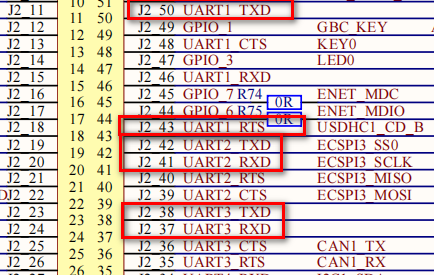 10 51
J2_11 11 50 J2_50 UART1_TXD
J2_12 12 49 J2_49 GPIO_1 GBC_KEY
J2_13 13 48 J2_48 UART1_CTS KEY0
J2_14 14 47 J2_47 GPIO_3 LED0
J2_15 15 46 J2_46 UART1_RXD
J2_16 16 45 J2_45 GPIO_7 R74 0R ENET_MDC
J2_17 17 44 J2_44 GPIO_6 R75 0R ENET_MDIO
J2_18 18 43 J2_43 UART1_RTS USDHC1_CD_B
J2_19 19 42 J2_42 UART2_TXD ECSPI3_SS0
J2_20 20 41 J2_41 UART2_RXD ECSPI3_SCLK
J2_21 21 40 J2_40 UART2_RTS ECSPI3_MISO
DJ2_22 22 39 J2_39 UART2_CTS ECSPI3_MOSI
J2_23 23 38 J2_38 UART3_TXD
J2_24 24 37 J2_37 UART3_RXD
J2_25 25 36 J2_36 UART3_CTS CAN1_TX
J2_26 26 35 J2_35 UART3_RTS CAN1_RX